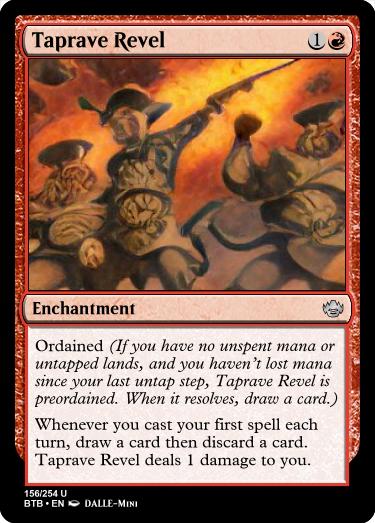 Taprave Revel 1
Enchantment
Ordained (If you have no unspent mana or
untapped lands, and you haven't lost mana
since your last untap step, Taprave Revel is
preordained. When it resolves, draw a card.)
Whenever you cast your first spell each
turn, draw a card then discard a card.
Taprave Revel deals 1 damage to you.
156/254 U
BTB • EN DALLE-Mini